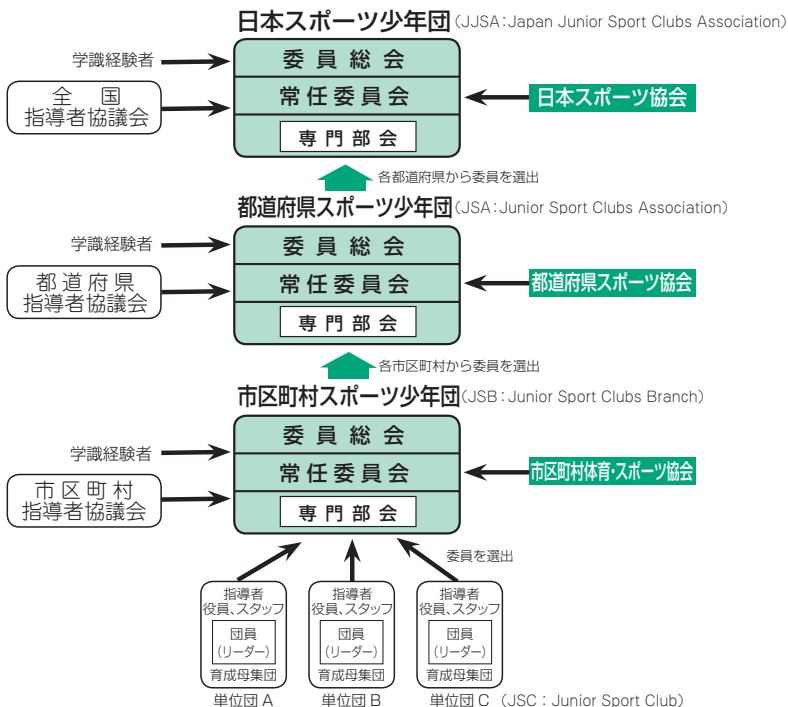 日本スポーツ少年団(JJSA:Japan Junior Sport Clubs Association)
学識経験者
委員総会
全国
指導者協議会
常任委員会
日本スポーツ協会
専門部会
各都道府県から委員を選出
都道府県スポーツ少年団(JSA:Junior Sport Clubs Association)
学識経験者
委員総会
都道府県
指導者協議会
常任委員会
都道府県スポーツ協会
専門部会
各市区町村から委員を選出
市区町村スポーツ少年団(JSB:Junior Sport Clubs Branch)
委員総会
学識経験者
常任委員会
市区町村体育・スポーツ協会
市区町村
指導者協議会
専門部会
委員を選出
指導者
役員、スタッフ
団員
(リーダー)
育成母集団
単位団 A
指導者
役員、スタッフ
団員
(リーダー)
育成母集団
単位団 B
指導者
役員、スタッフ
団員
(リーダー)
育成母集団
単位団 C (JSC:Junior Sport Club)